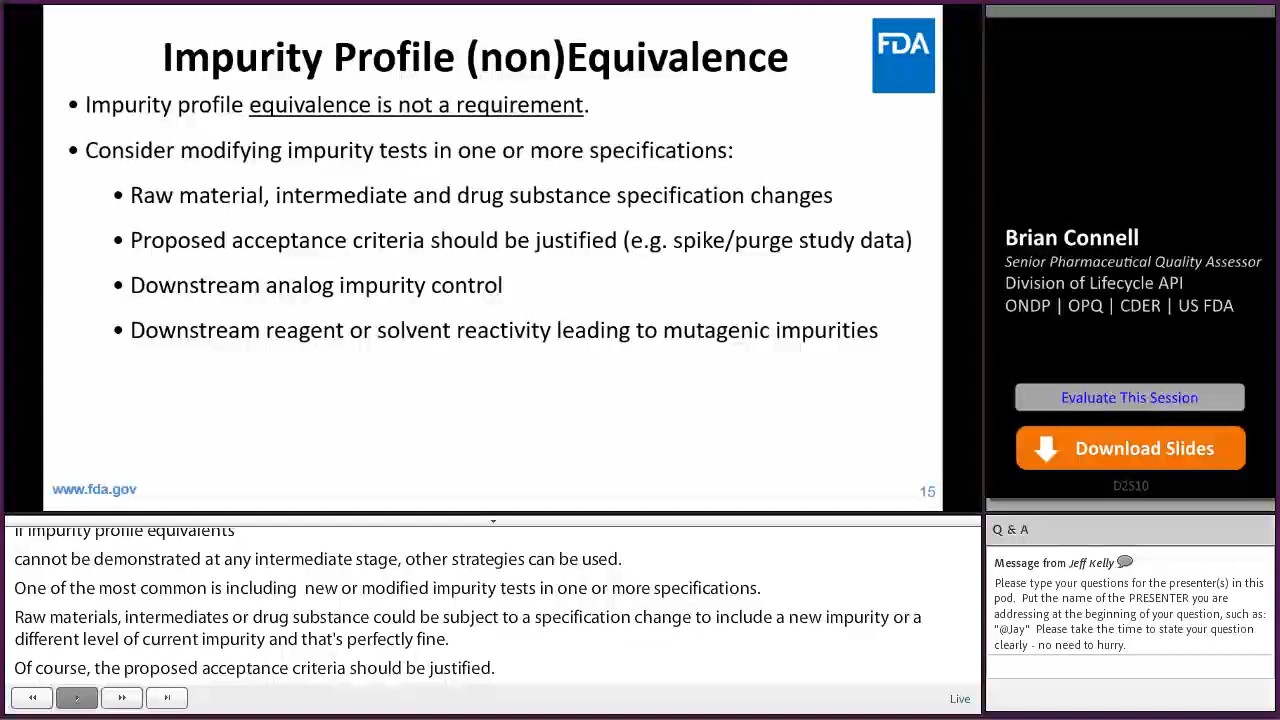 Impurity Profile (non)Equivalence
FDA
• Impurity profile equivalence is not a requirement.
• Consider modifying impurity tests in one or more specifications:
• Raw material, intermediate and drug substance specification changes
• Proposed acceptance criteria should be justified (e.g. spike/purge study data)
• Downstream analog impurity control
• Downstream reagent or solvent reactivity leading to mutagenic impurities
www.fda.gov
15
Brian Connell
Senior Pharmaceutical Quality Assessor
Division of Lifecycle API
ONDP | OPQ | CDER | US FDA
Evaluate This Session
Download Slides
D2S10
If impurity profile equivalents
cannot be demonstrated at any intermediate stage, other strategies can be used.
One of the most common is including  new or modified impurity tests in one or more specifications.
Raw materials, intermediates or drug substance could be subject to a specification change to include a new impurity or a
different level of current impurity and that's perfectly fine.
Of course, the proposed acceptance criteria should be justified.
Live
Q & A
Message from Jeff Kelly
Please type your questions for the presenter(s) in this
pod.  Put the name of the PRESENTER you are
addressing at the beginning of your question, such as:
"@Jay"  Please take the time to state your question
clearly - no need to hurry.